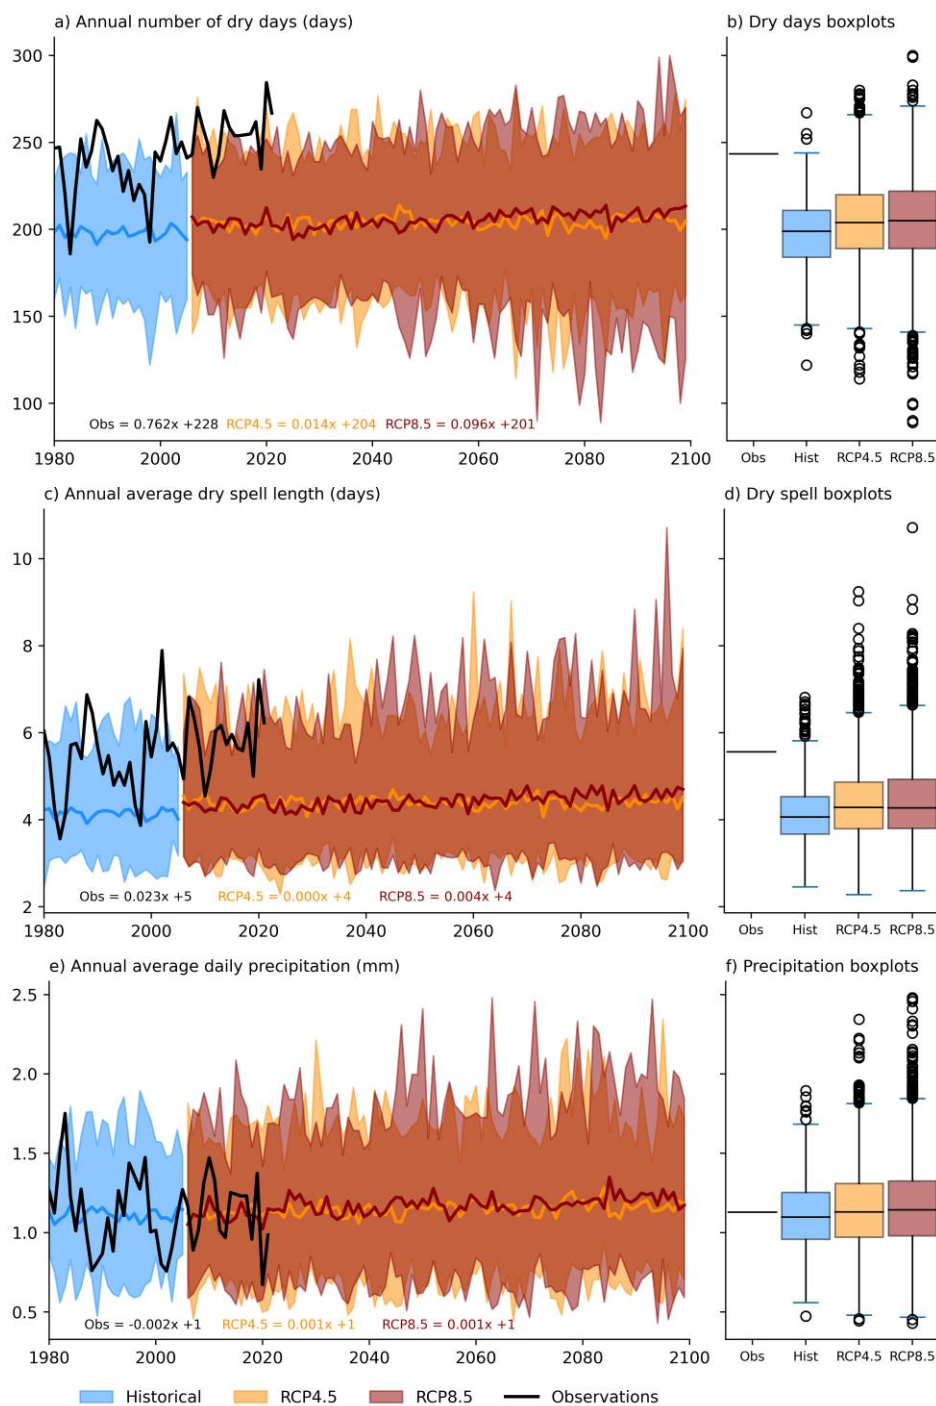 a) Annual number of dry days (days)
b) Dry days boxplots
300
250
200
150
100
Obs = 0.762x +228 RCP4.5 = 0.014x +204 RCP8.5 = 0.096x +201
1980 2000 2020 2040 2060 2080 2100
Obs Hist RCP4.5 RCP8.5
c) Annual average dry spell length (days)
d) Dry spell boxplots
10
8
6
4
2
Obs = 0.023x +5 RCP4.5 = 0.000x +4 RCP8.5 = 0.004x +4
1980 2000 2020 2040 2060 2080 2100
Obs Hist RCP4.5 RCP8.5
e) Annual average daily precipitation (mm)
f) Precipitation boxplots
2.5
2.0
1.5
1.0
0.5
Obs = -0.002x +1 RCP4.5 = 0.001x +1 RCP8.5 = 0.001x +1
1980 2000 2020 2040 2060 2080 2100
Obs Hist RCP4.5 RCP8.5
Historical RCP4.5 RCP8.5 Observations